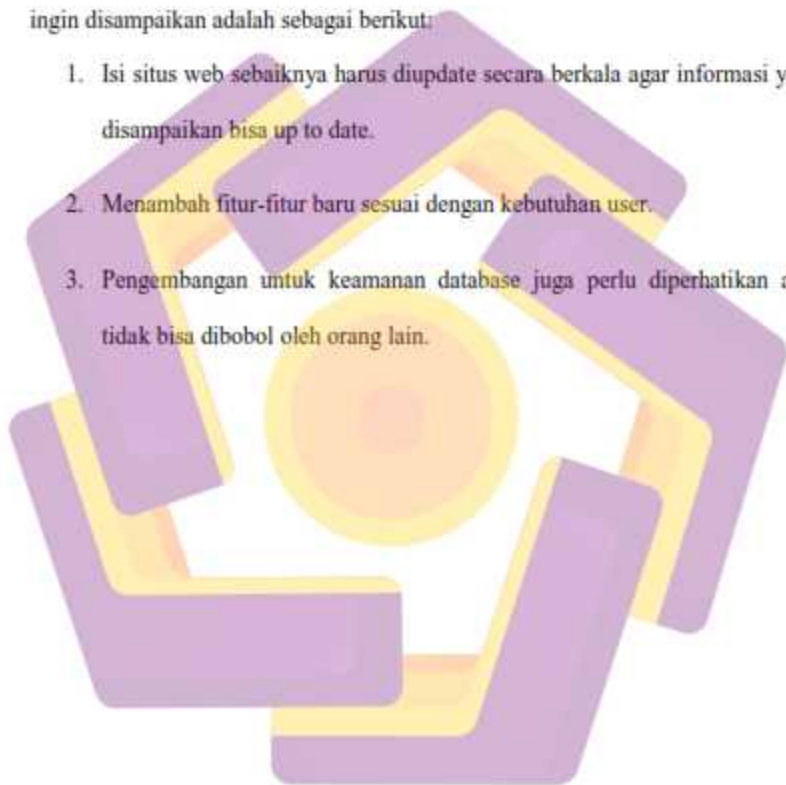 ingin disampaikan adalah sebagai berikut:
1. Isi situs web sebaiknya harus diupdate secara berkala agar informasi y
disampaikan bisa up to date.
2. Menambah fitur-fitur baru sesuai dengan kebutuhan user.
3. Pengembangan untuk keamanan database juga perlu diperhatikan a
tidak bisa dibobol oleh orang lain.